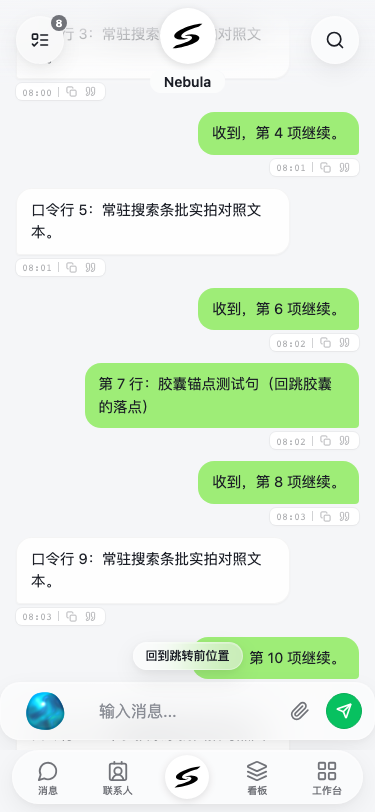 8
行 3：常驻搜索条批实拍对照文
Nebula
08:00
收到，第 4 项继续。
08:01
口令行 5：常驻搜索条批实拍对照文
本。
08:01
收到，第 6 项继续。
08:02
第 7 行：胶囊锚点测试句（回跳胶囊
的落点）
08:02
收到，第 8 项继续。
08:03
口令行 9：常驻搜索条批实拍对照文
本。
08:03
回到跳转前位置
第 10 项继续。
输入消息...
消息
联系人
看板
工作台